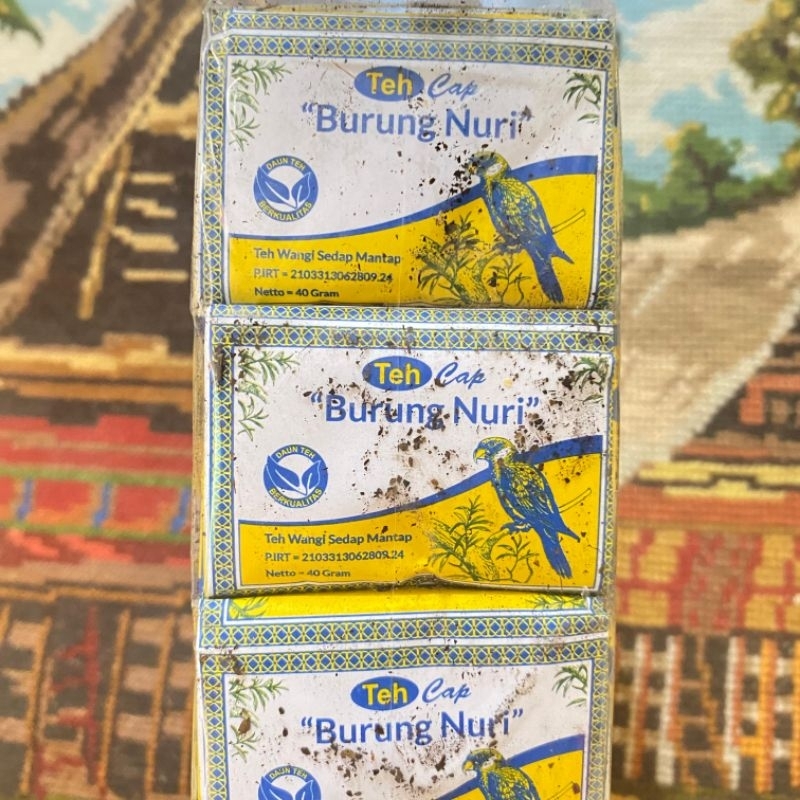 Teh Cap
"Burung Nuri"
DAUN TEH
BERKUALITAS
Teh Wangi Sedap Mantap
P.IRT = 2103313062809.24
Netto = 40 Gram
Teh Cap
"Burung Nuri"
DAUN TEH
BERKUALITAS
Teh Wangi Sedap Mantap
P.IRT = 2103313062809.24
Netto = 40 Gram
Teh Cap
"Burung Nuri"
DAUN TEH